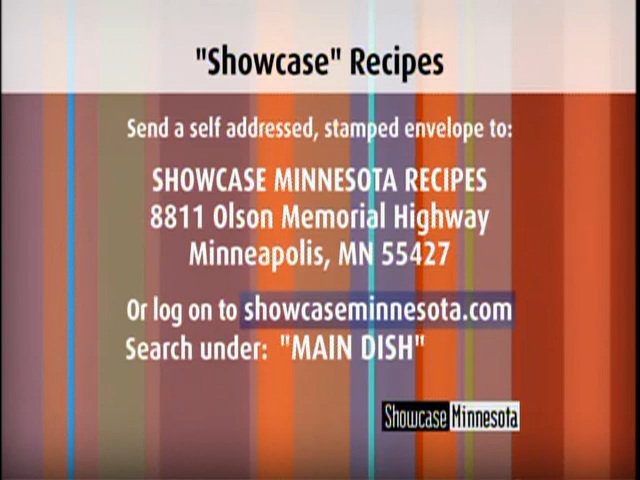 "Showcase" Recipes
Send a self addressed, stamped envelope to:
SHOWCASE MINNESOTA RECIPES
8811 Olson Memorial Highway
Minneapolis, MN 55427
Or log on to showcaseminnesota.com
Search under: "MAIN DISH"
Showcase Minnesota